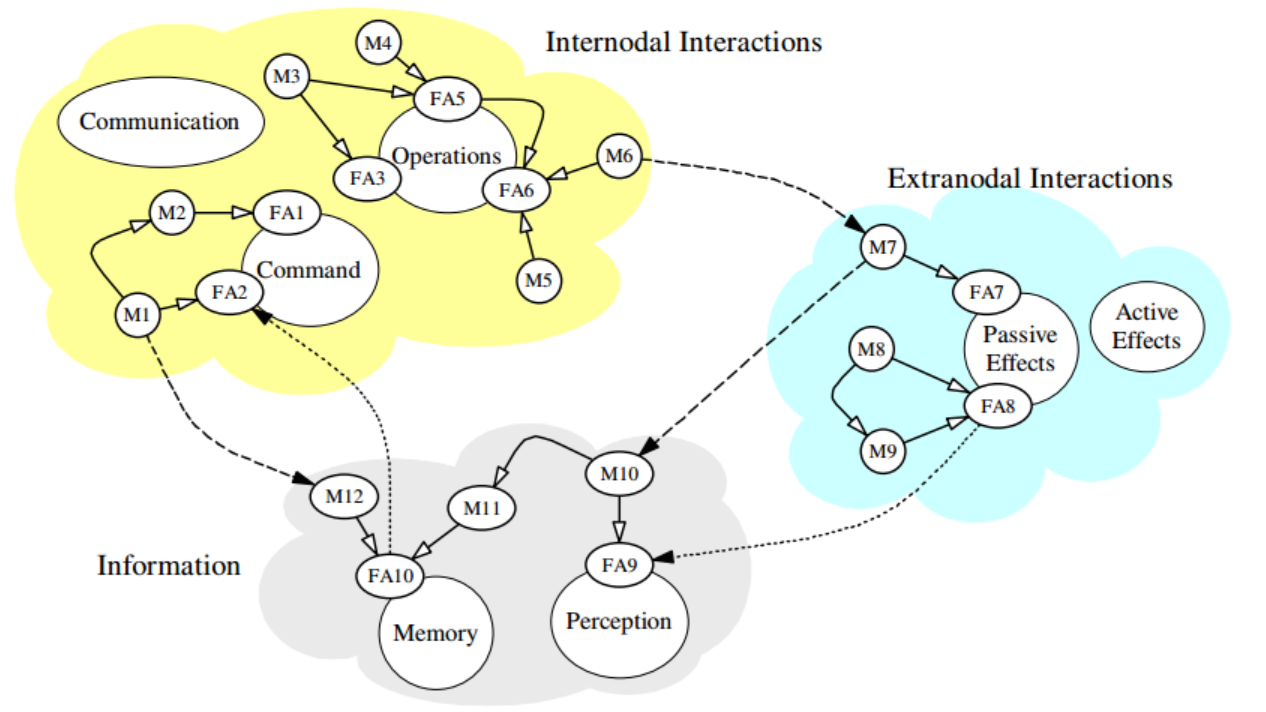 Internodal Interactions
M4
M3
FA5
Communication
Operations
M6
FA3
FA6
Extranodal Interactions
M2
FA1
M7
Command
M5
FA2
FA7
M1
Active
Effects
Passive
Effects
M8
FA8
M9
M10
M12
M11
Information
FA10
FA9
Memory
Perception